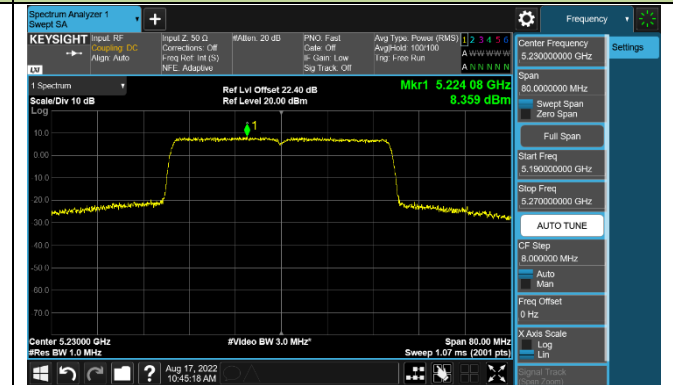 Spectrum Analyzer 1
Swept SA
+
Frequency
KEYSIGHT
Input: RF
Coupling: DC
Align: Auto
Input Z: 50 Ω
Corrections: Off
Freq Ref: Int (S)
NFE: Adaptive
#Atten: 20 dB
PNO: Fast
Gate: Off
IF Gain: Low
Sig Track: Off
Avg Type: Power (RMS)
Avg|Hold: 100/100
Trig: Free Run
1 2 3 4 5 6
A W W W W W
A N N N N N
LXI
1 Spectrum
Scale/Div 10 dB
Ref Lvl Offset 22.40 dB
Ref Level 20.00 dBm
Mkr1 5.224 08 GHz
8.359 dBm
Log
1
10.0
0.00
-10.0
-20.0
-30.0
-40.0
-50.0
-60.0
-70.0
Center 5.23000 GHz
#Res BW 1.0 MHz
#Video BW 3.0 MHz*
Span 80.00 MHz
Sweep 1.07 ms (2001 pts)
Center Frequency
5.230000000 GHz
Settings
Span
80.0000000 MHz
Swept Span
Zero Span
Full Span
Start Freq
5.190000000 GHz
Stop Freq
5.270000000 GHz
AUTO TUNE
CF Step
8.000000 MHz
Auto
Man
Freq Offset
0 Hz
X Axis Scale
Log
Lin
Signal Track
(Span Zoom)
?
Aug 17, 2022
10:45:18 AM